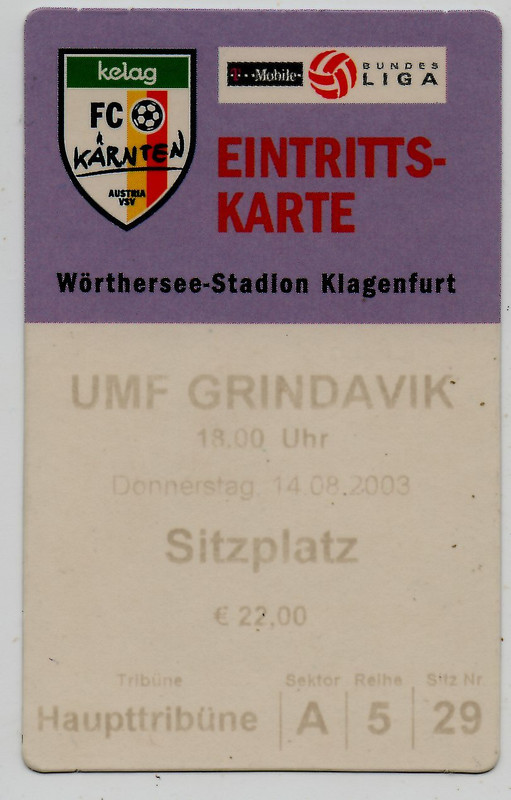 kelag
FC
KÄRNTEN
AUSTRIA
VSV
T··Mobile·
BUNDES
LIGA
EINTRITTS-
KARTE
Wörthersee-Stadion Klagenfurt
UMF GRINDAVIK
18.00 Uhr
Donnerstag, 14.08.2003
Sitzplatz
€ 22,00
Tribüne Sektor Reihe Sitz Nr.
Haupttribüne A 5 29